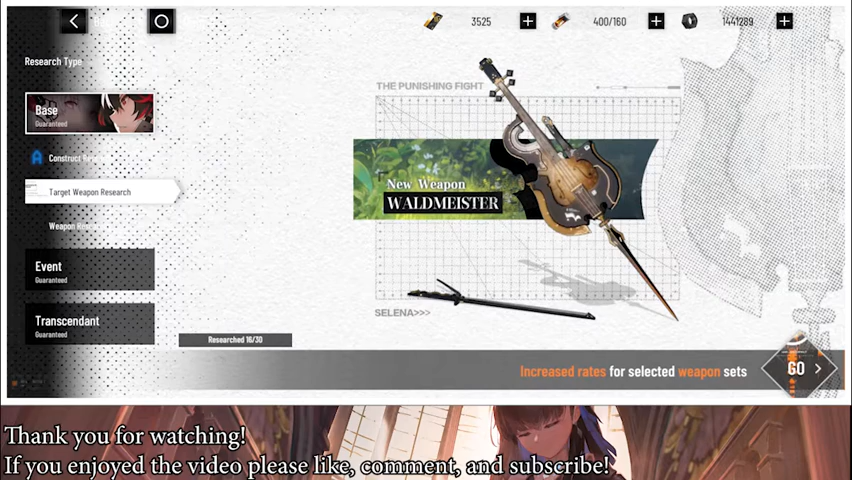 3525
400/160
1441289
Research Type
THE PUNISHING FIGHT
Base
Guaranteed
Construct
Target Weapon Research
New Weapon
WALDMEISTER
Weapon
Event
Guaranteed
Transcendant
Guaranteed
SELENA>>>
Researched 16/30
Increased rates for selected weapon sets
GO
Thank you for watching!
If you enjoyed the video please like, comment, and subscribe!